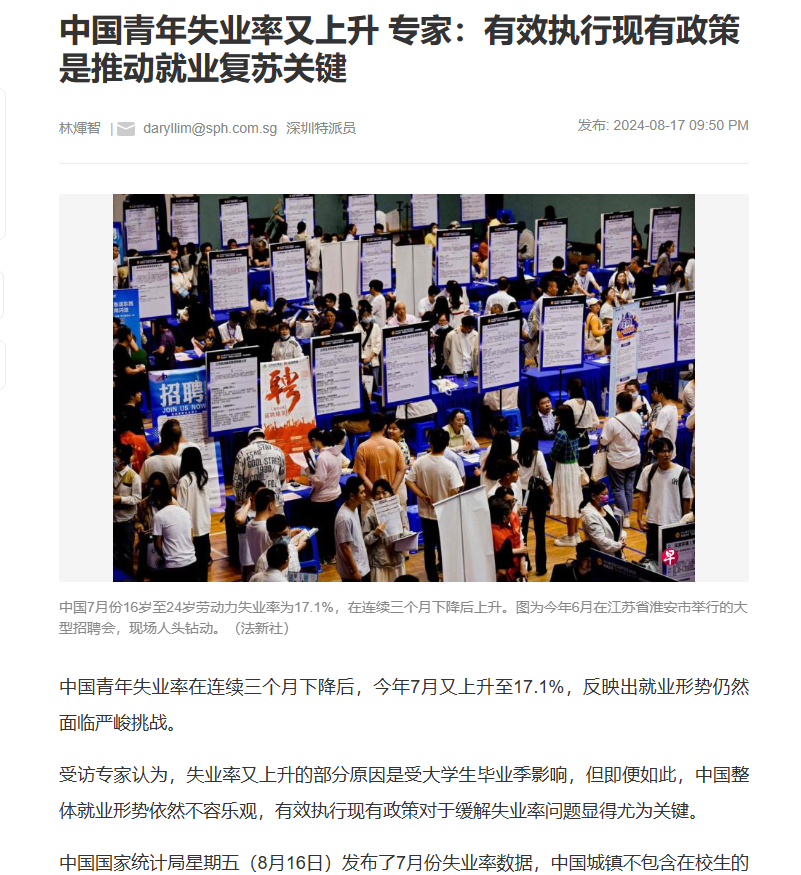 中国青年失业率又上升 专家：有效执行现有政策
是推动就业复苏关键
林煇智 | daryllim@sph.com.sg 深圳特派员
发布: 2024-08-17 09:50 PM
招聘
JOIN US NOW
聘
早
中国7月份16岁至24岁劳动力失业率为17.1%，在连续三个月下降后上升。图为今年6月在江苏省淮安市举行的大
型招聘会，现场人头钻动。（法新社）
中国青年失业率在连续三个月下降后，今年7月又上升至17.1%，反映出就业形势仍然
面临严峻挑战。
受访专家认为，失业率又上升的部分原因是受大学生毕业季影响，但即便如此，中国整
体就业形势依然不容乐观，有效执行现有政策对于缓解失业率问题显得尤为关键。
中国国家统计局星期五（8月16日）发布了7月份失业率数据，中国城镇不包含在校生的